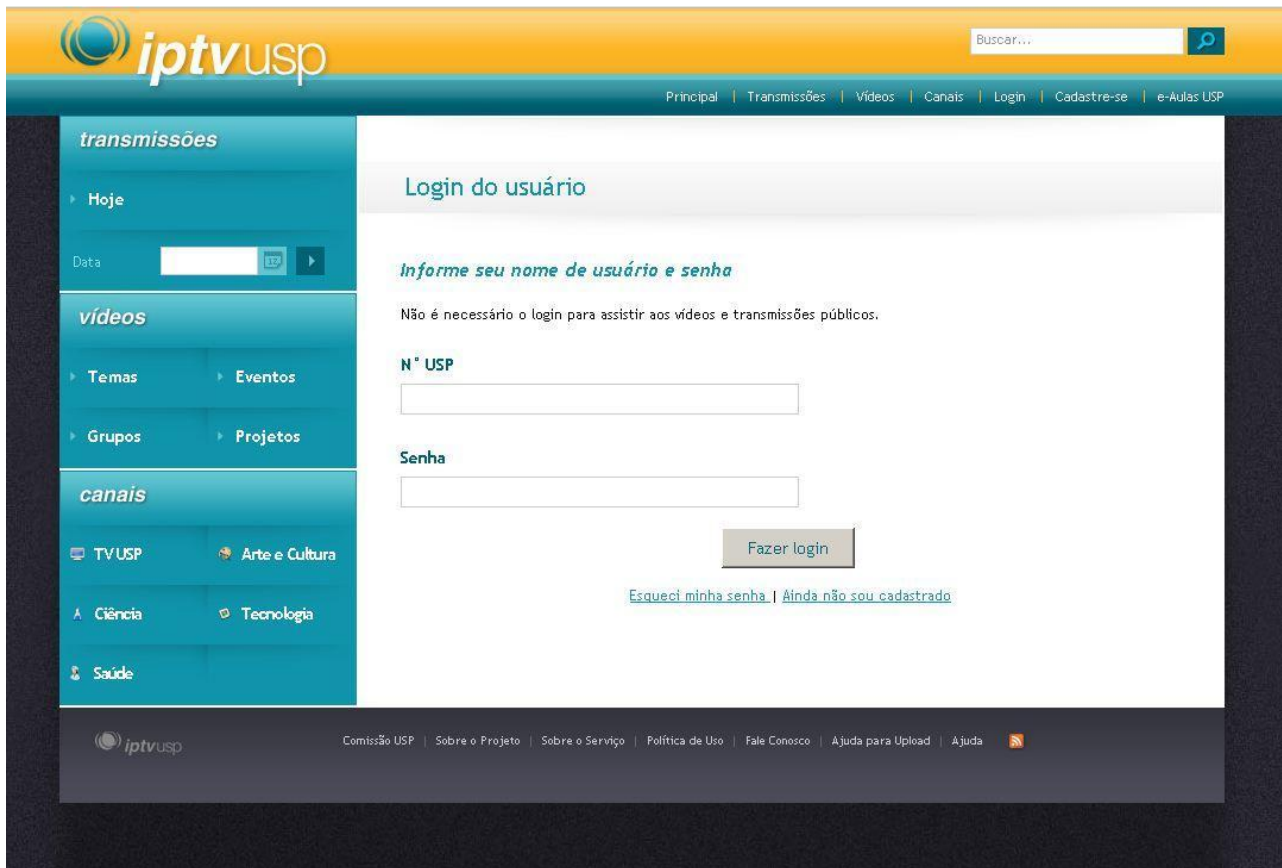 iptvusp
Buscar...
Principal | Transmissões | Vídeos | Canais | Login | Cadastre-se | e-Aulas USP
transmissões
Hoje
Data
17
vídeos
Temas Eventos
Grupos Projetos
canais
TV USP Arte e Cultura
Ciência Tecnologia
Saúde
Login do usuário
Informe seu nome de usuário e senha
Não é necessário o login para assistir aos vídeos e transmissões públicos.
N° USP
Senha
Fazer login
Esqueci minha senha | Ainda não sou cadastrado
iptvusp
Comissão USP | Sobre o Projeto | Sobre o Serviço | Política de Uso | Fale Conosco | Ajuda para Upload | Ajuda